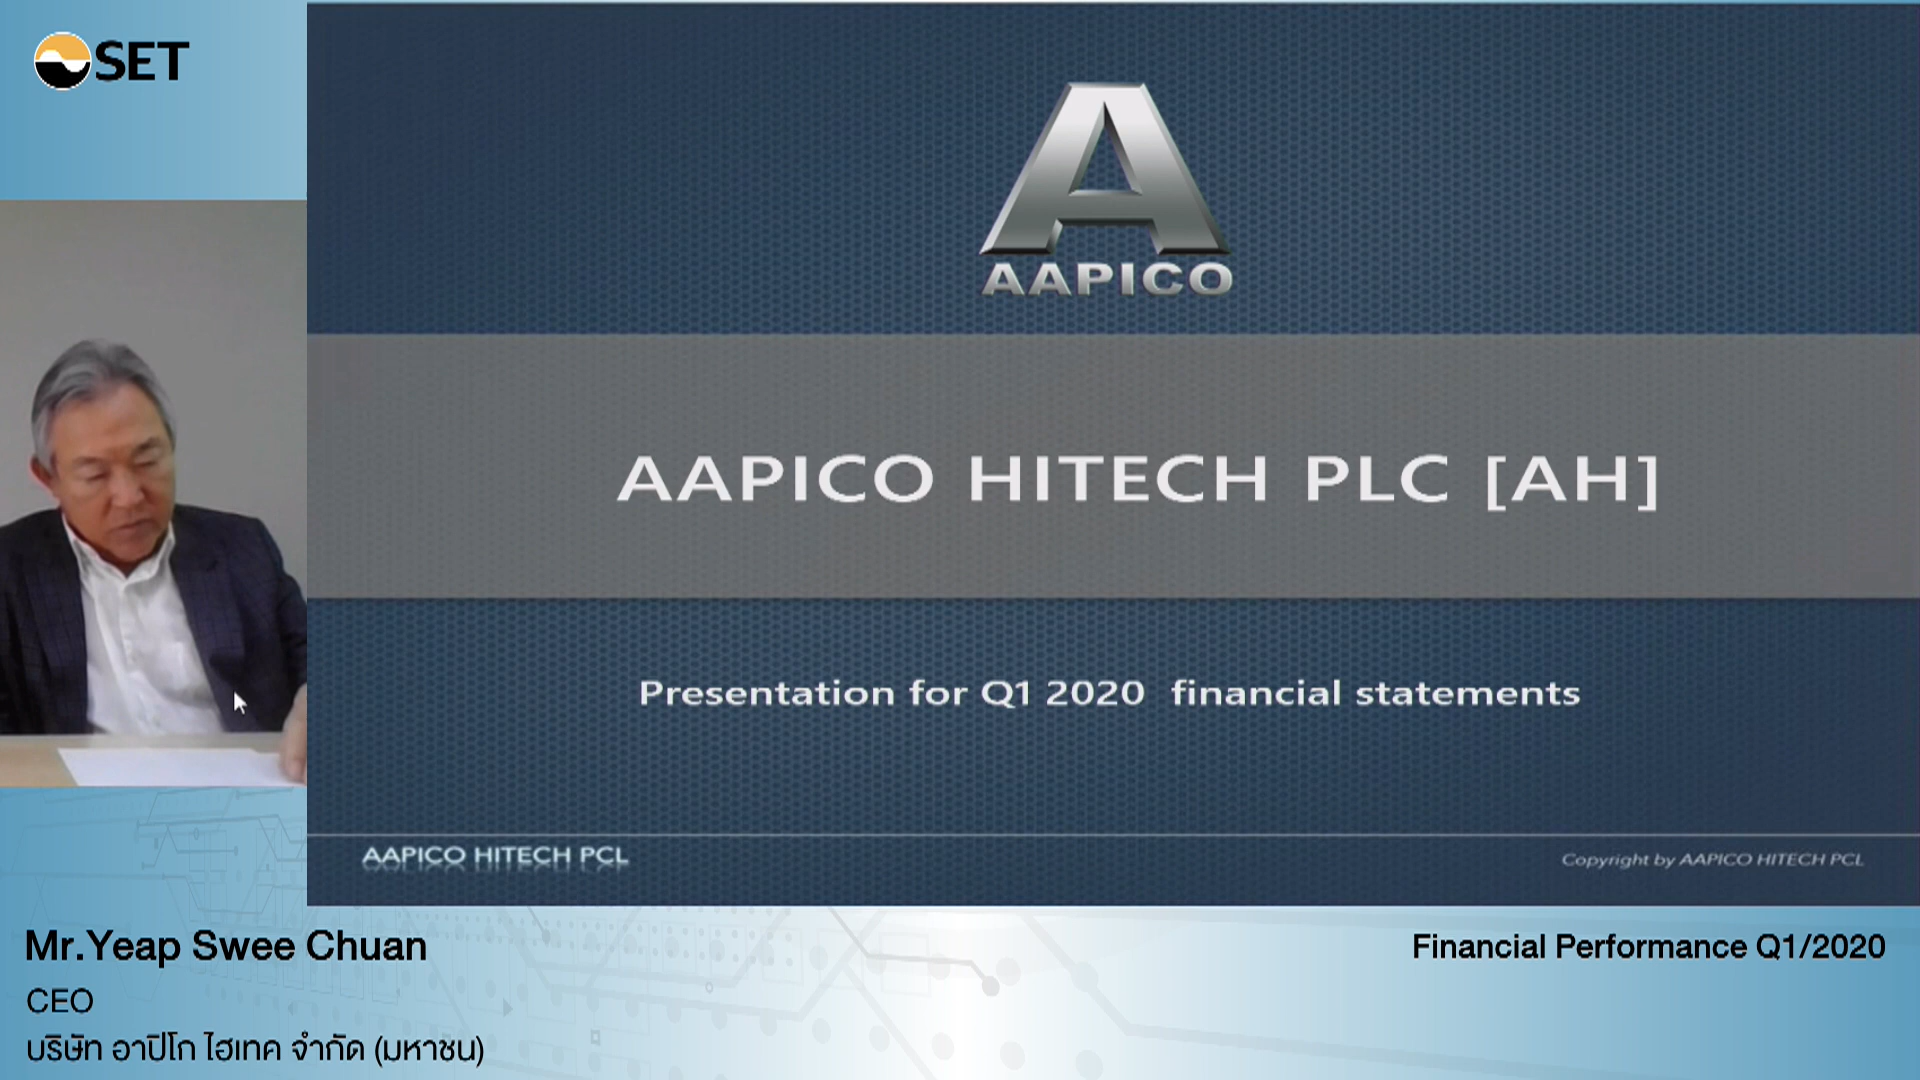 SET
A
AAPICO
AAPICO HITECH PLC [AH]
Presentation for Q1 2020 financial statements
AAPICO HITECH PCL
Copyright by AAPICO HITECH PCL
Mr.Yeap Swee Chuan
Financial Performance Q1/2020
CEO
บริษัท อาปิโก ไฮเทค จำกัด (มหาชน)